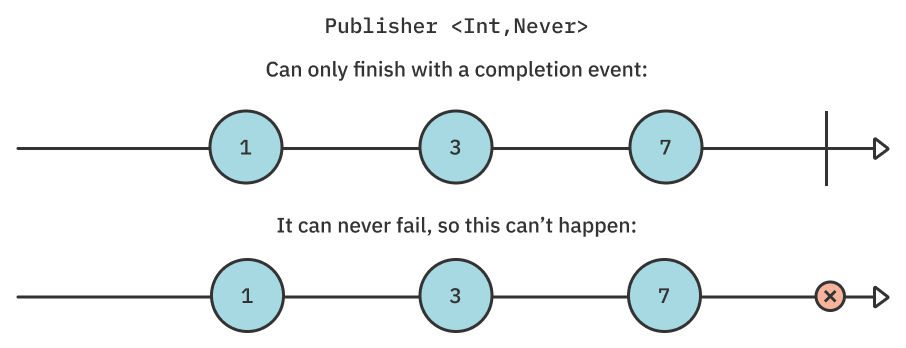 Publisher <Int,Never>
Can only finish with a completion event:
1 3 7
It can never fail, so this can’t happen:
1 3 7